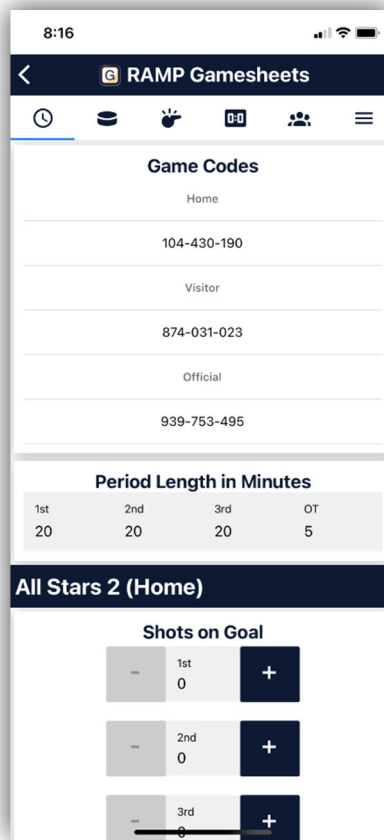 8:16
G RAMP Gamesheets
0:0
Game Codes
Home
104-430-190
Visitor
874-031-023
Official
939-753-495
Period Length in Minutes
1st 2nd 3rd OT
20 20 20 5
All Stars 2 (Home)
Shots on Goal
1st
- 0 +
2nd
- 0 +
3rd
- 0 +